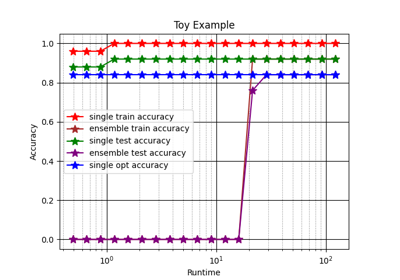 Toy Example
1.0
0.8
0.6
0.4
0.2
0.0
Accuracy
single train accuracy
ensemble train accuracy
single test accuracy
ensemble test accuracy
single opt accuracy
10⁰
10¹
10²
Runtime